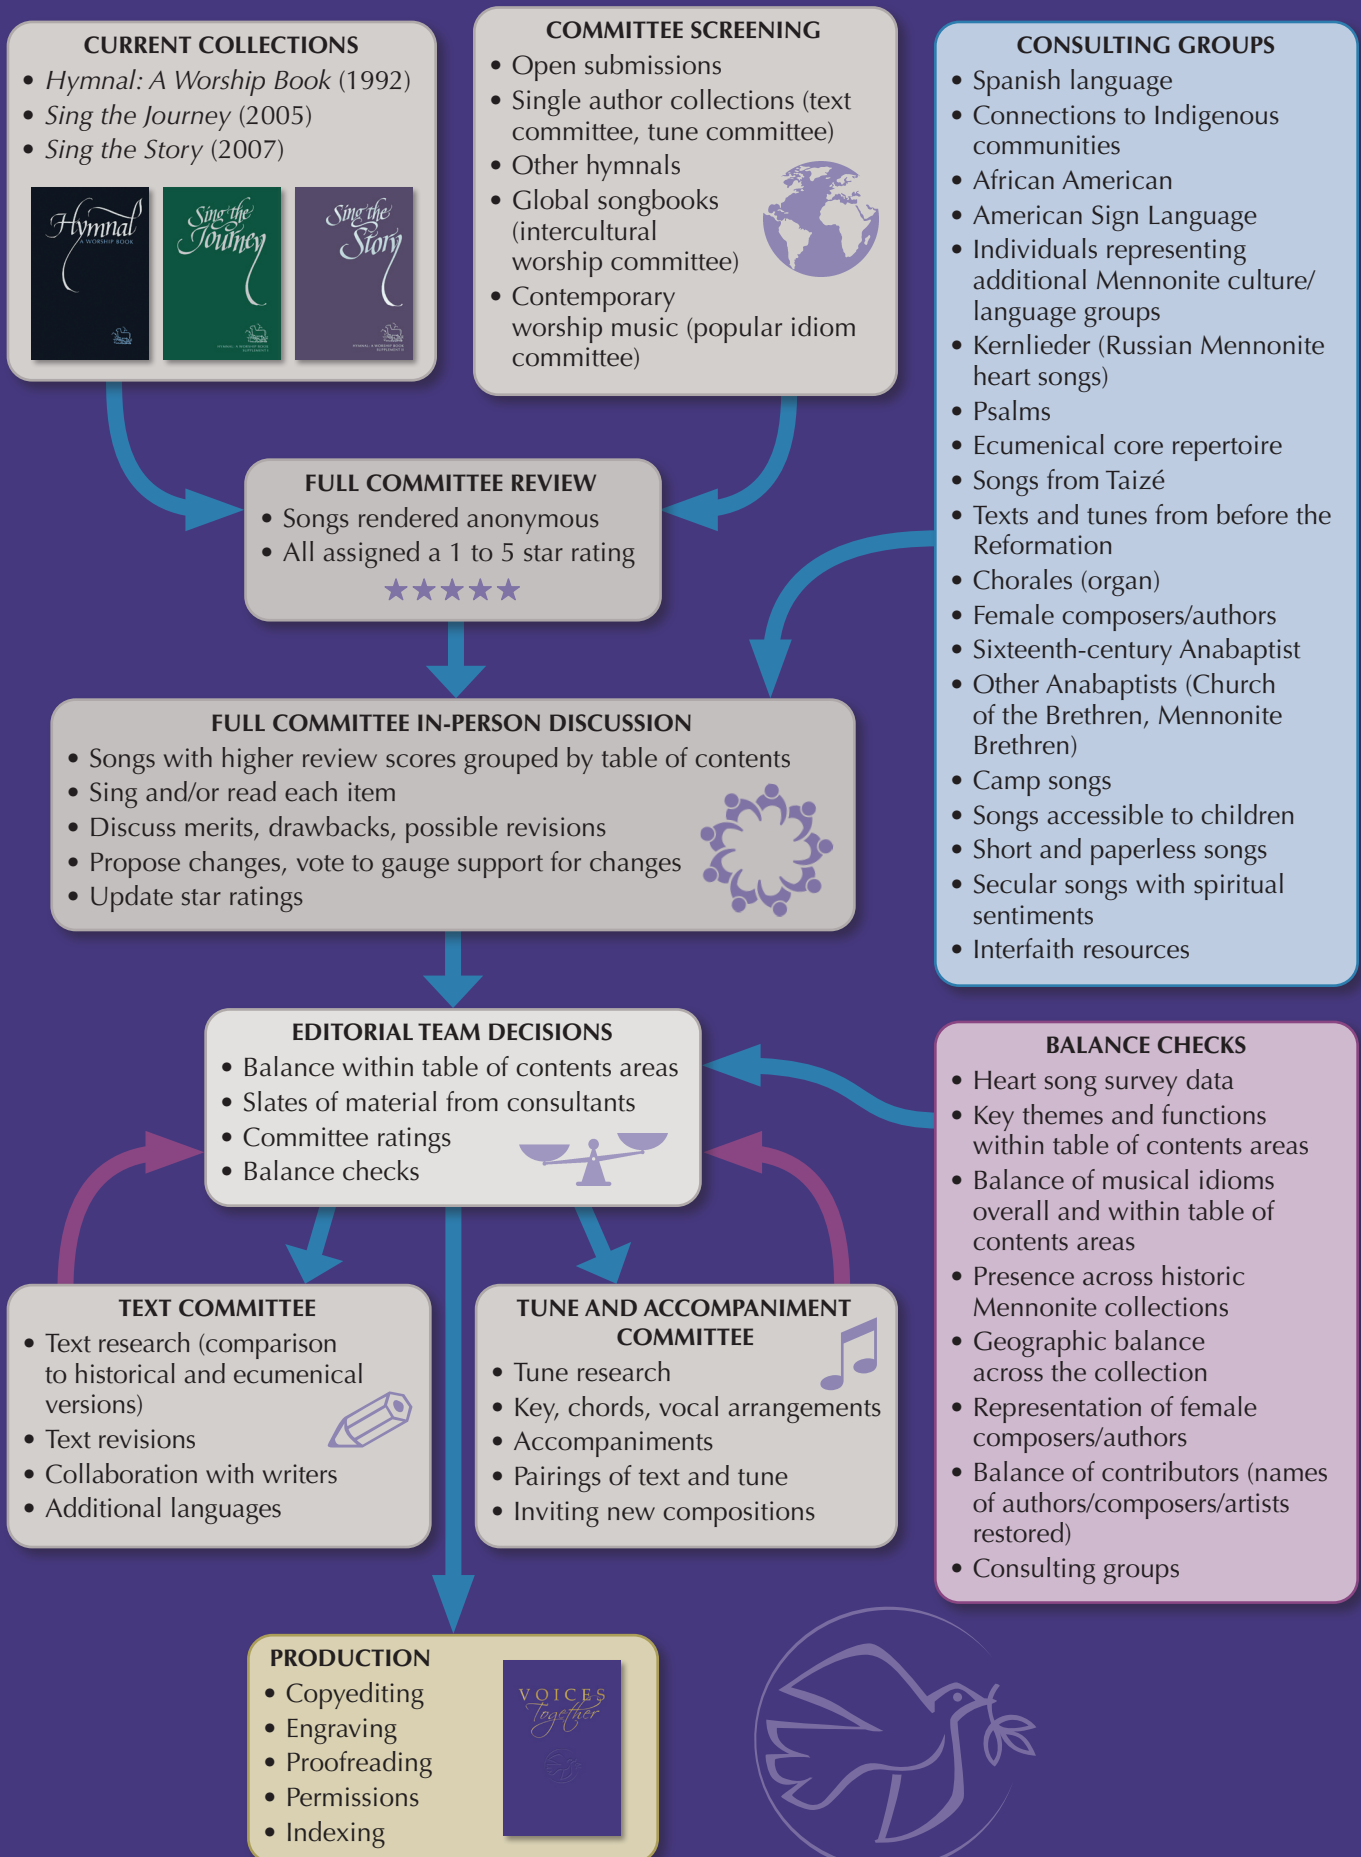 CURRENT COLLECTIONS
• Hymnal: A Worship Book (1992)
• Sing the Journey (2005)
• Sing the Story (2007)
Hymnal
A WORSHIP BOOK
Sing the
Journey
HYMNAL: A WORSHIP BOOK
Sing the
Story
HYMNAL: A WORSHIP BOOK
COMMITTEE SCREENING
• Open submissions
• Single author collections (text
committee, tune committee)
• Other hymnals
• Global songbooks
(intercultural
worship committee)
• Contemporary
worship music (popular idiom
committee)
CONSULTING GROUPS
• Spanish language
• Connections to Indigenous
communities
• African American
• American Sign Language
• Individuals representing
additional Mennonite culture/
language groups
• Kernlieder (Russian Mennonite
heart songs)
• Psalms
• Ecumenical core repertoire
• Songs from Taizé
• Texts and tunes from before the
Reformation
• Chorales (organ)
• Female composers/authors
• Sixteenth-century Anabaptist
• Other Anabaptists (Church
of the Brethren, Mennonite
Brethren)
• Camp songs
• Songs accessible to children
• Short and paperless songs
• Secular songs with spiritual
sentiments
• Interfaith resources
FULL COMMITTEE REVIEW
• Songs rendered anonymous
• All assigned a 1 to 5 star rating
FULL COMMITTEE IN-PERSON DISCUSSION
• Songs with higher review scores grouped by table of contents
• Sing and/or read each item
• Discuss merits, drawbacks, possible revisions
• Propose changes, vote to gauge support for changes
• Update star ratings
EDITORIAL TEAM DECISIONS
• Balance within table of contents areas
• Slates of material from consultants
• Committee ratings
• Balance checks
BALANCE CHECKS
• Heart song survey data
• Key themes and functions
within table of contents areas
• Balance of musical idioms
overall and within table of
contents areas
• Presence across historic
Mennonite collections
• Geographic balance
across the collection
• Representation of female
composers/authors
• Balance of contributors (names
of authors/composers/artists
restored)
• Consulting groups
TEXT COMMITTEE
• Text research (comparison
to historical and ecumenical
versions)
• Text revisions
• Collaboration with writers
• Additional languages
TUNE AND ACCOMPANIMENT
COMMITTEE
• Tune research
• Key, chords, vocal arrangements
• Accompaniments
• Pairings of text and tune
• Inviting new compositions
PRODUCTION
• Copyediting
• Engraving
• Proofreading
• Permissions
• Indexing
VOICES
Together